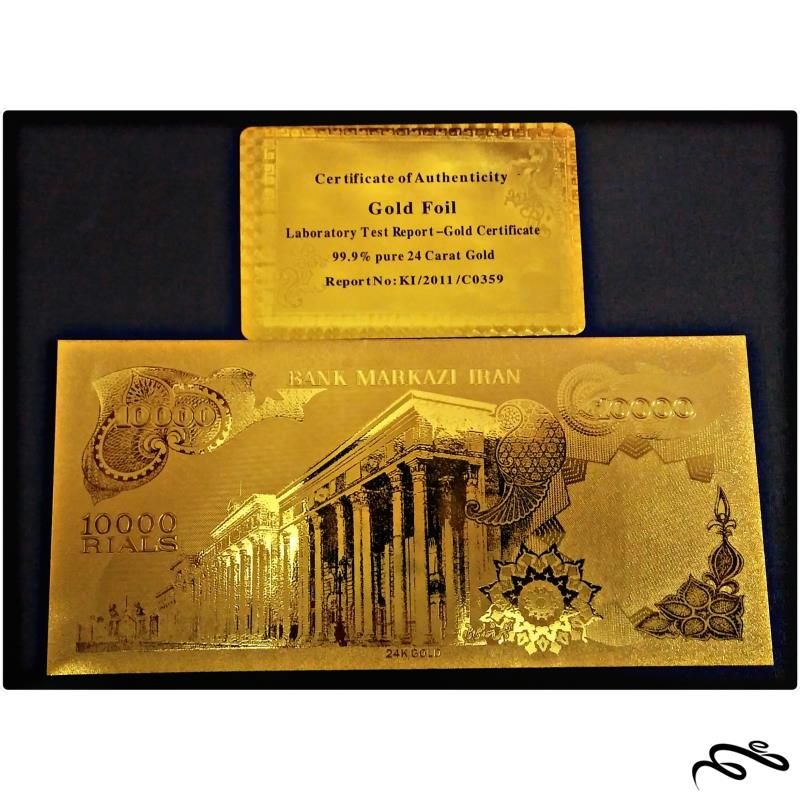 Certificate of Authenticity
Gold Foil
Laboratory Test Report-Gold Certificate
99.9% pure 24 Carat Gold
Report No: KI/2011/C0359
BANK MARKAZI IRAN
10000
10000
10000
RIALS
24K GOLD